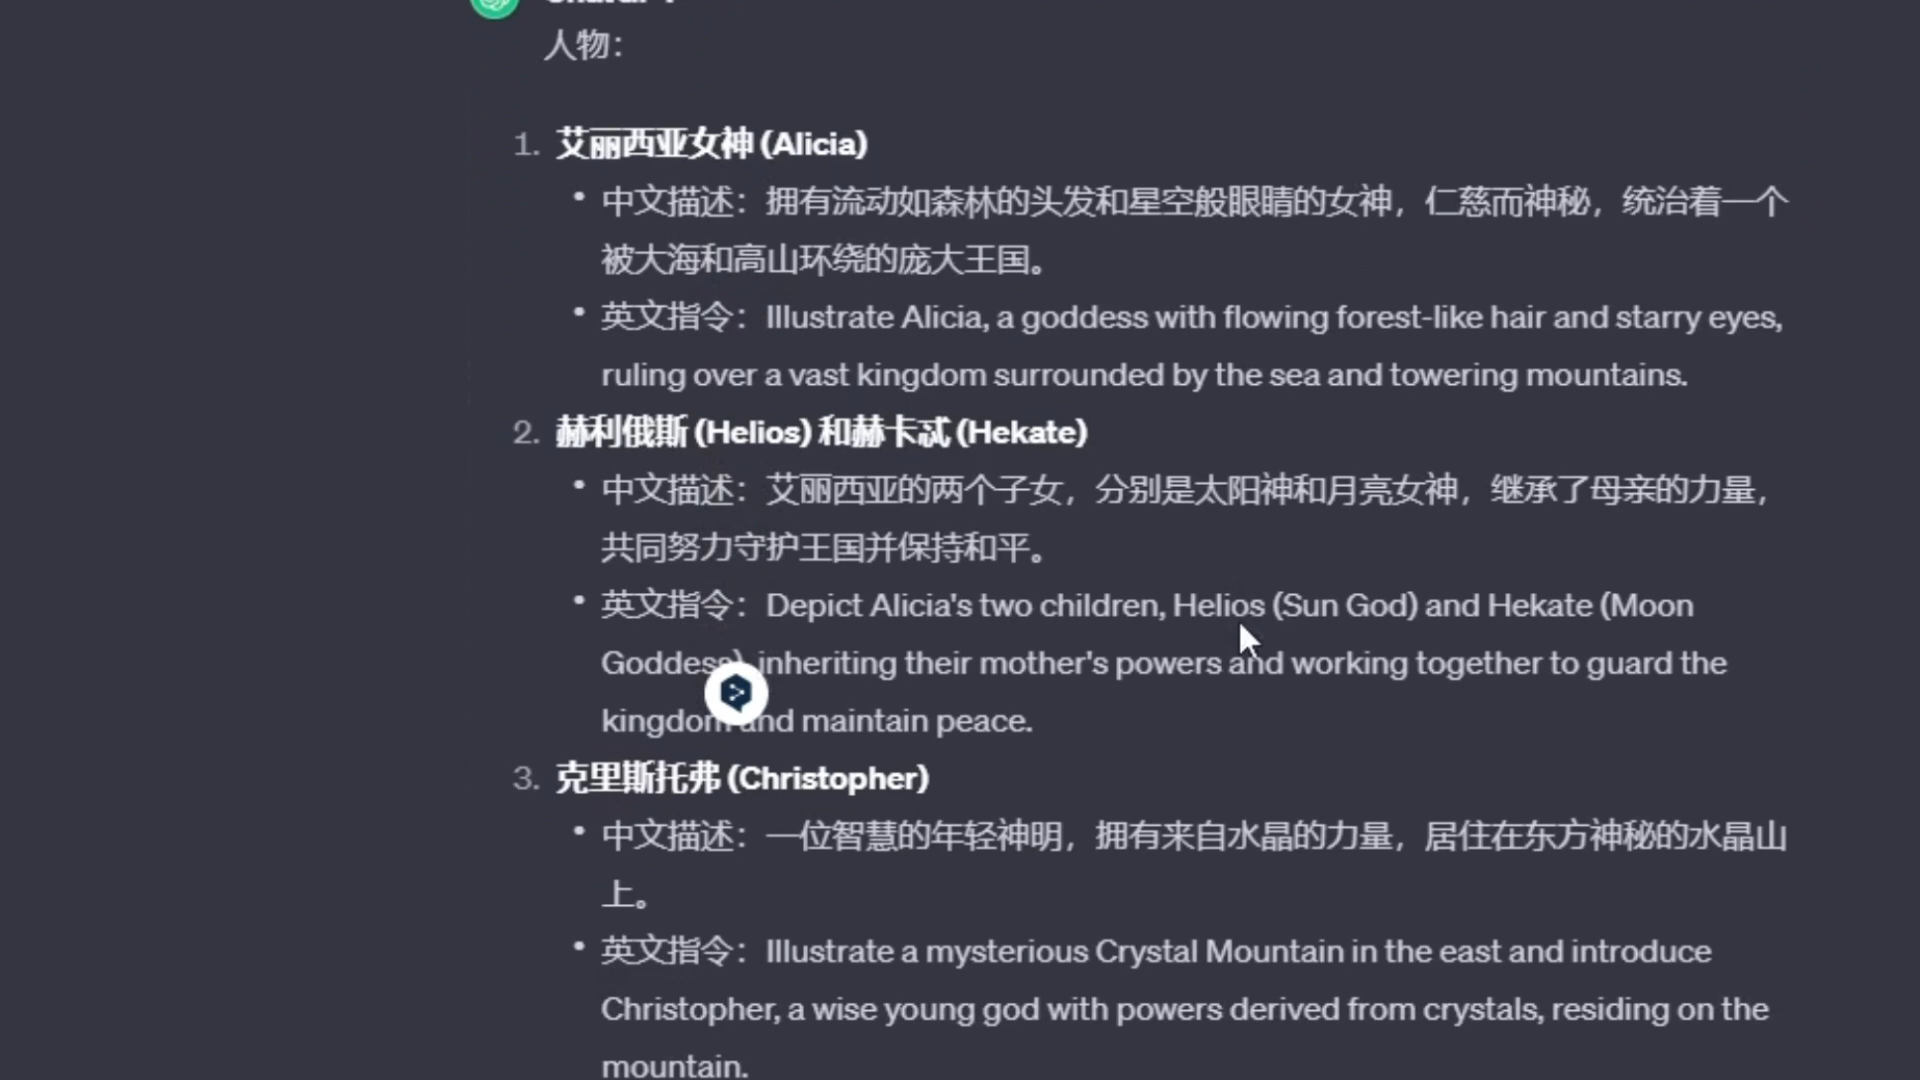 人物：
1. 艾丽西亚女神 (Alicia)
• 中文描述：拥有流动如森林的头发和星空般眼睛的女神，仁慈而神秘，统治着一个
被大海和高山环绕的庞大王国。
• 英文指令：Illustrate Alicia, a goddess with flowing forest-like hair and starry eyes,
ruling over a vast kingdom surrounded by the sea and towering mountains.
2. 赫利俄斯 (Helios) 和赫卡忒 (Hekate)
• 中文描述：艾丽西亚的两个子女，分别是太阳神和月亮女神，继承了母亲的力量，
共同努力守护王国并保持和平。
• 英文指令：Depict Alicia's two children, Helios (Sun God) and Hekate (Moon
Goddess), inheriting their mother's powers and working together to guard the
kingdom and maintain peace.
3. 克里斯托弗 (Christopher)
• 中文描述：一位智慧的年轻神明，拥有来自水晶的力量，居住在东方神秘的水晶山
上。
• 英文指令：Illustrate a mysterious Crystal Mountain in the east and introduce
Christopher, a wise young god with powers derived from crystals, residing on the
mountain.